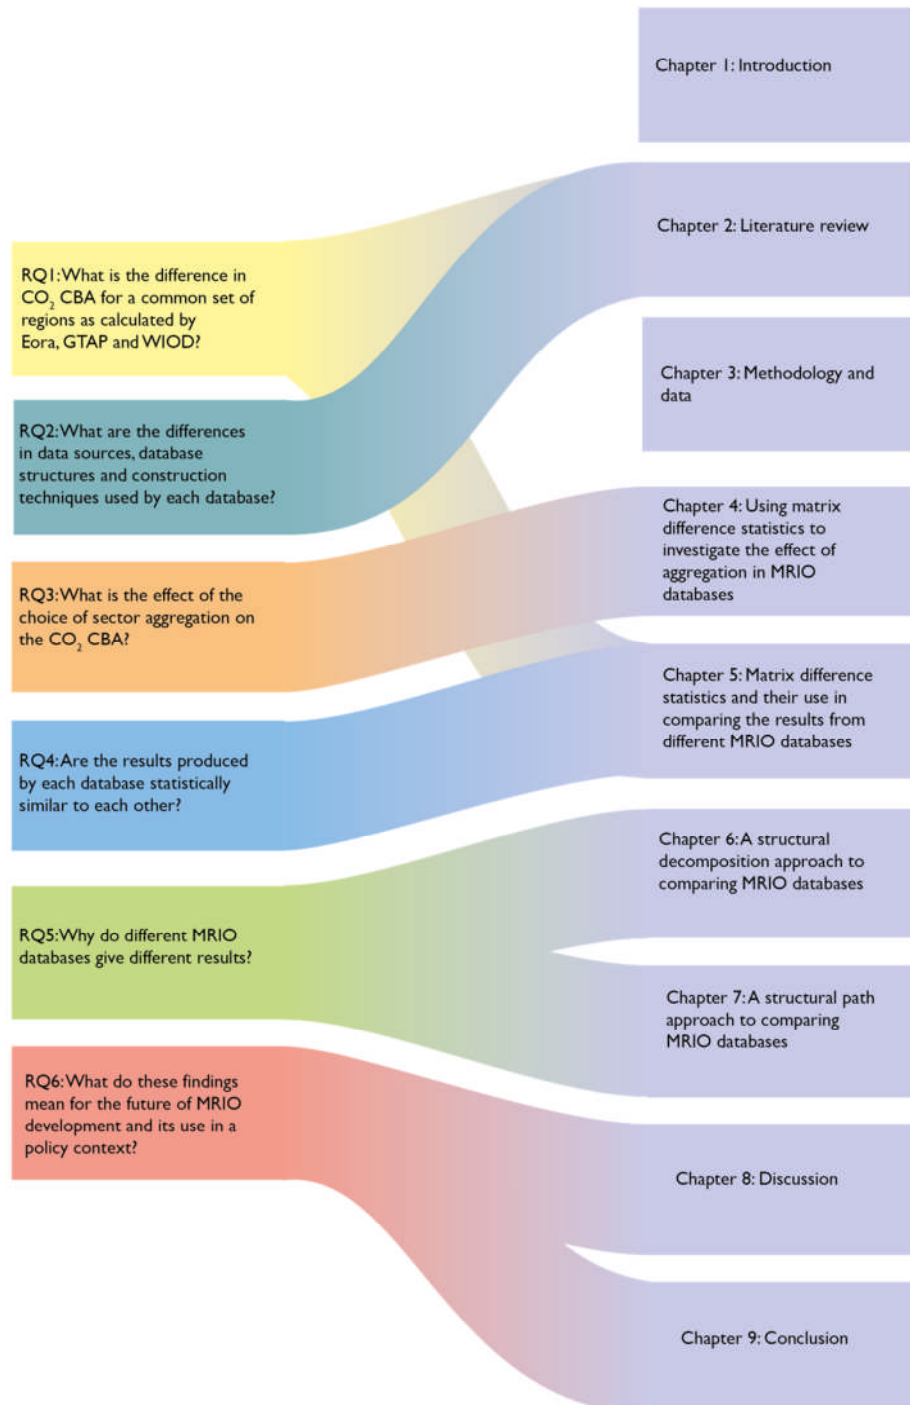 Chapter 1: Introduction
Chapter 2: Literature review
RQ1: What is the difference in
CO₂ CBA for a common set of
regions as calculated by
Eora, GTAP and WIOD?
Chapter 3: Methodology and
data
RQ2: What are the differences
in data sources, database
structures and construction
techniques used by each database?
Chapter 4: Using matrix
difference statistics to
investigate the effect of
aggregation in MRIO
databases
RQ3: What is the effect of the
choice of sector aggregation on
the CO₂ CBA?
Chapter 5: Matrix difference
statistics and their use in
comparing the results from
different MRIO databases
RQ4: Are the results produced
by each database statistically
similar to each other?
Chapter 6: A structural
decomposition approach to
comparing MRIO databases
RQ5: Why do different MRIO
databases give different results?
Chapter 7: A structural path
approach to comparing
MRIO databases
RQ6: What do these findings
mean for the future of MRIO
development and its use in a
policy context?
Chapter 8: Discussion
Chapter 9: Conclusion